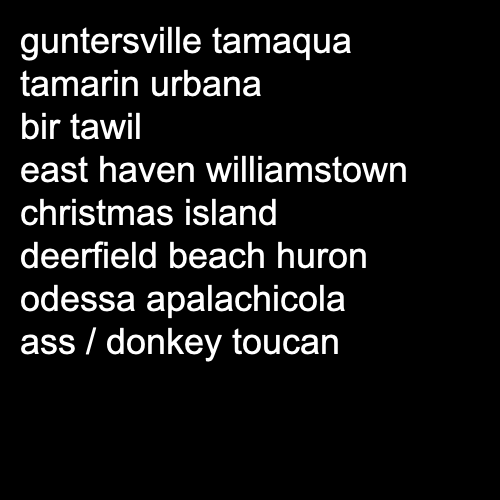 guntersville tamaqua
tamarin urbana
bir tawil
east haven williamstown
christmas island
deerfield beach huron
odessa apalachicola
ass / donkey toucan